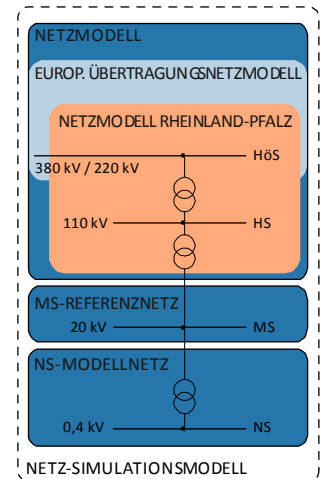 NETZMODELL
EUROP. ÜBERTRAGUNGSNETZMODELL
NETZMODELL RHEINLAND-PFALZ
HöS
380 kV / 220 kV
110 kV HS
MS-REFERENZNETZ
20 kV MS
NS-MODELLNETZ
0,4 kV NS
NETZ-SIMULATIONSMODELL